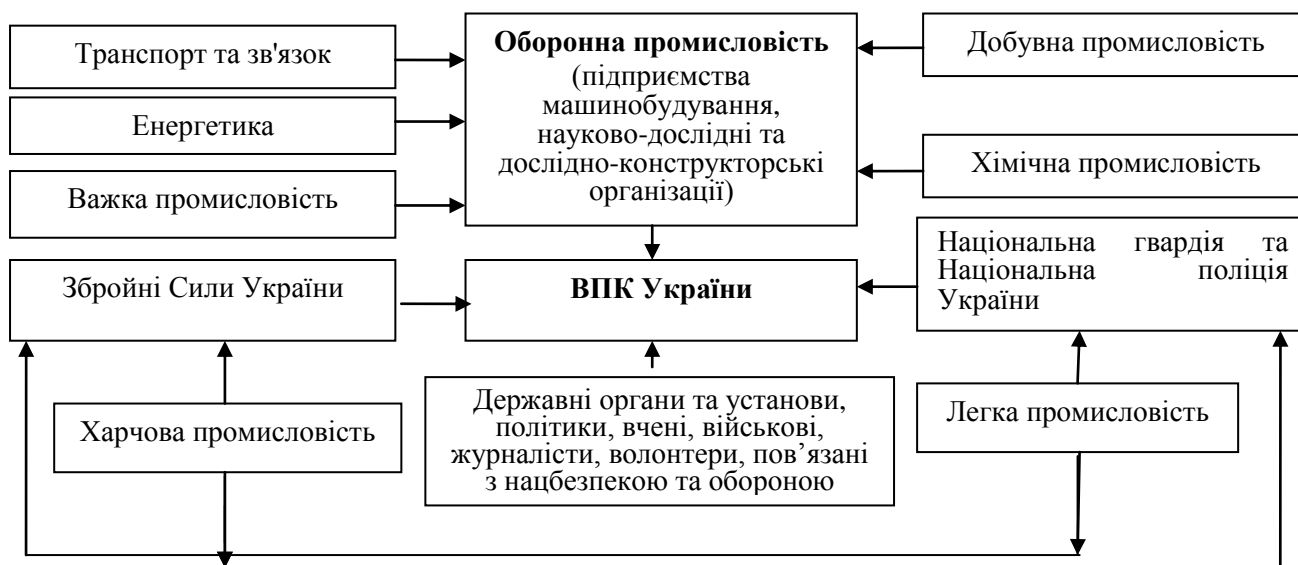 Транспорт та зв'язок
Енергетика
Важка промисловість
Оборонна промисловість
(підприємства
машинобудування,
науково-дослідні та
дослідно-конструкторські
організації)
Добувна промисловість
Хімічна промисловість
Збройні Сили України
ВПК України
Національна гвардія та
Національна поліція
України
Харчова промисловість
Державні органи та установи,
політики, вчені, військові,
журналісти, волонтери, пов’язані
з нацбезпекою та обороною
Легка промисловість